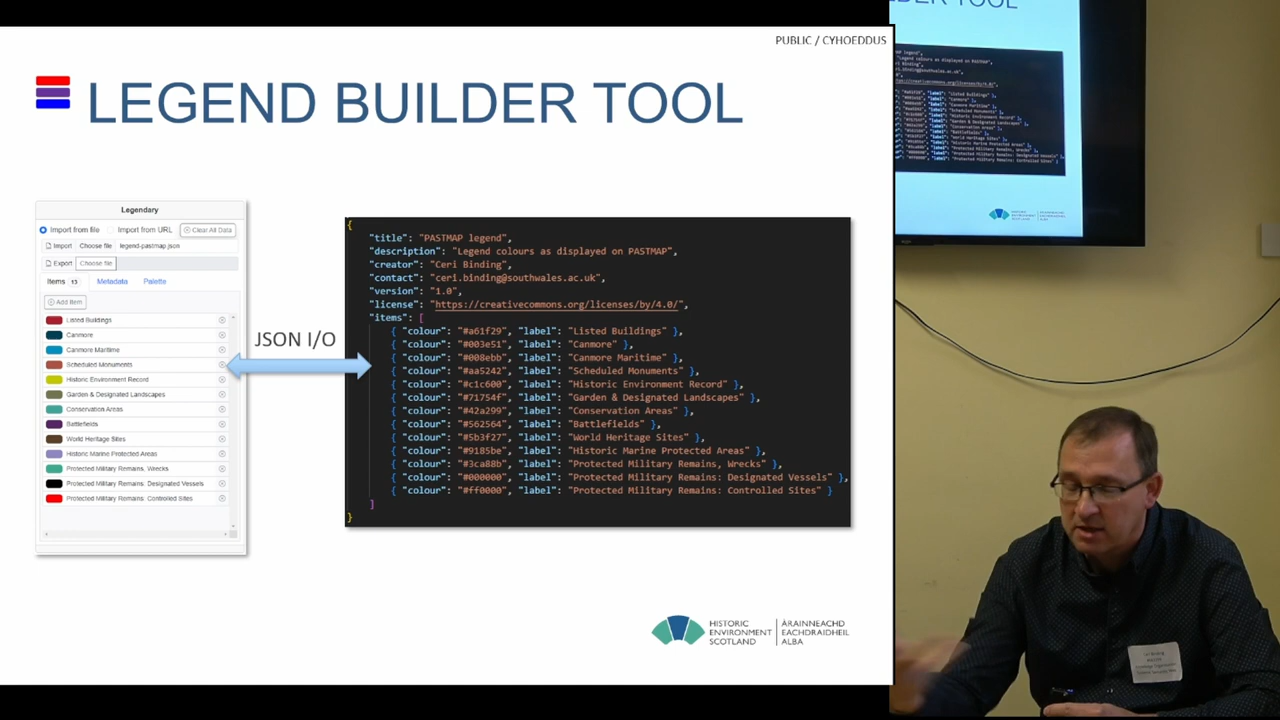 PUBLIC / CYHOEDDUS
LEGEND BUILDER TOOL
Legendary
Import from file Import from URL Clear All Data
Import Choose file legend-pastmap.json
Export Choose file
Items 13 Metadata Palette
Add Item
Listed Buildings
Canmore
Canmore Maritime
Scheduled Monuments
Historic Environment Record
Garden & Designated Landscapes
Conservation Areas
Battlefields
World Heritage Sites
Historic Marine Protected Areas
Protected Military Remains, Wrecks
Protected Military Remains: Designated Vessels
Protected Military Remains: Controlled Sites
JSON I/O
{
"title": "PASTMAP legend",
"description": "Legend colours as displayed on PASTMAP",
"creator": "Ceri Binding",
"contact": "ceri.binding@southwales.ac.uk",
"version": "1.0",
"license": "https://creativecommons.org/licenses/by/4.0/",
"items": [
{ "colour": "#a61f29", "label": "Listed Buildings" },
{ "colour": "#003e51", "label": "Canmore" },
{ "colour": "#008ebb", "label": "Canmore Maritime" },
{ "colour": "#aa5242", "label": "Scheduled Monuments" },
{ "colour": "#c1c600", "label": "Historic Environment Record" },
{ "colour": "#71754f", "label": "Garden & Designated Landscapes" },
{ "colour": "#42a299", "label": "Conservation Areas" },
{ "colour": "#562564", "label": "Battlefields" },
{ "colour": "#5b3f27", "label": "World Heritage Sites" },
{ "colour": "#9185be", "label": "Historic Marine Protected Areas" },
{ "colour": "#3ca88b", "label": "Protected Military Remains, Wrecks" },
{ "colour": "#000000", "label": "Protected Military Remains: Designated Vessels" },
{ "colour": "#ff0000", "label": "Protected Military Remains: Controlled Sites" }
]
}
HISTORIC ENVIRONMENT SCOTLAND
ÀRAINNEACHD EACHDRAIDHEIL ALBA
DER TOOL